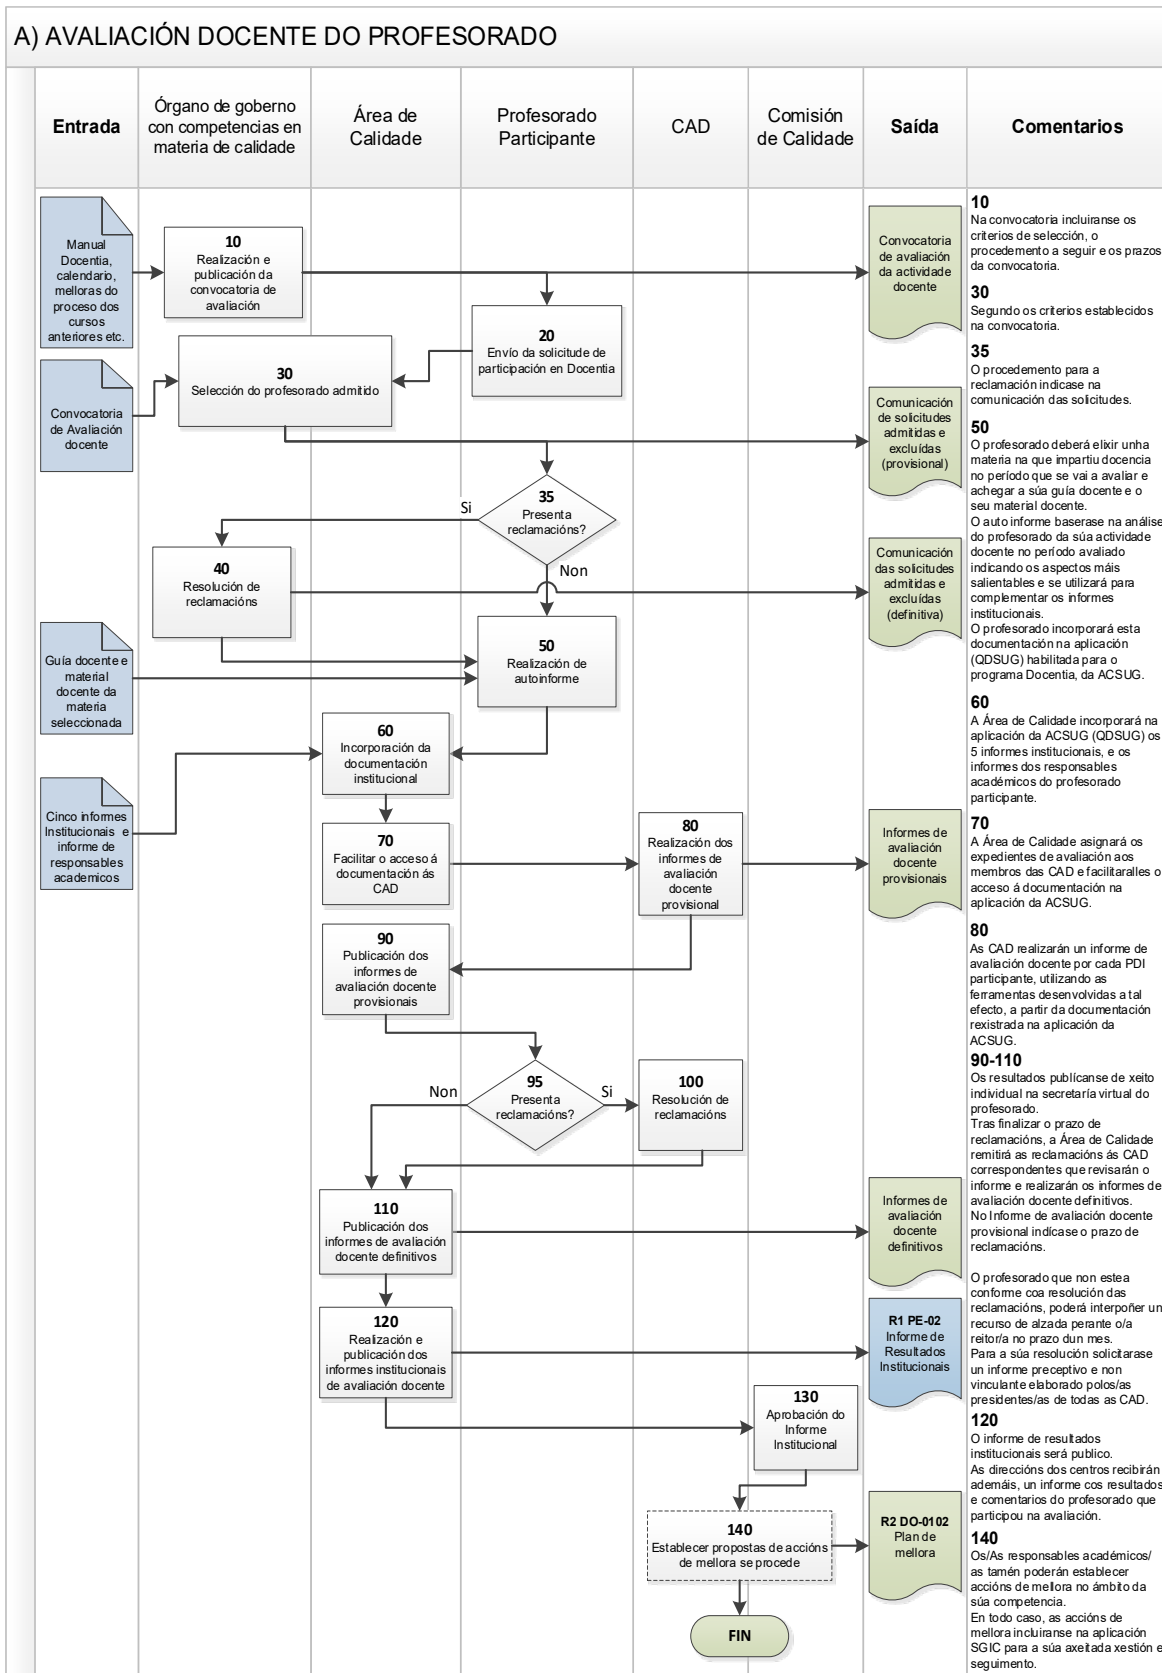 A) AVALIACIÓN DOCENTE DO PROFESORADO
Entrada
Órgano de goberno
con competencias en
materia de calidade
Área de
Calidade
Profesorado
Participante
CAD
Comisión
de Calidade
Saída
Comentarios
Manual
Docentia,
calendario,
melloras do
proceso dos
cursos
anteriores etc.
10
Realización e
publicación da
convocatoria de
avaliación
Convocatoria
de avaliación
da actividade
docente
20
Envío da solicitude de
participación en Docentia
30
Selección do profesorado admitido
Convocatoria
de Avaliación
docente
Comunicación
de solicitudes
admitidas e
excluídas
(provisional)
35
Presenta
reclamacións?
Si
Non
40
Resolución de
reclamacións
Comunicación
das solicitudes
admitidas e
excluídas
(definitiva)
50
Realización de
autoinforme
Guía docente e
material
docente da
materia
seleccionada
60
Incorporación da
documentación
institucional
Cinco informes
Institucionais e
informe de
responsables
academicos
70
Facilitar o acceso á
documentación ás
CAD
80
Realización dos
informes de
avaliación
docente
provisional
Informes de
avaliación
docente
provisionais
90
Publicación dos
informes de
avaliación docente
provisionais
95
Presenta
reclamacións?
Non
Si
100
Resolución de
reclamacións
110
Publicación dos
informes de avaliación
docente definitivos
Informes de
avaliación
docente
definitivos
120
Realización e
publicación dos
informes institucionais
de avaliación docente
R1 PE-02
Informe de
Resultados
Institucionais
130
Aprobación do
Informe
Institucional
140
Establecer propostas de accións
de mellora se procede
R2 DO-0102
Plan de
mellora
FIN
10
Na convocatoria incluiranse os
criterios de selección, o
procedemento a seguir e os prazos
da convocatoria.
30
Segundo os criterios establecidos
na convocatoria.
35
O procedemento para a
reclamación indicase na
comunicación das solicitudes.
50
O profesorado deberá elixir unha
materia na que impartiu docencia
no período que se vai a avaliar e
achegar a súa guía docente e o
seu material docente.
O auto informe baserase na análise
do profesorado da súa actividade
docente no período avaliado
indicando os aspectos máis
salientables e se utilizará para
complementar os informes
institucionais.
O profesorado incorporará esta
documentación na aplicación
(QDSUG) habilitada para o
programa Docentia, da ACSUG.
60
A Área de Calidade incorporará na
aplicación da ACSUG (QDSUG) os
5 informes institucionais, e os
informes dos responsables
académicos do profesorado
participante.
70
A Área de Calidade asignará os
expedientes de avaliación aos
membros das CAD e facilitaralles o
acceso á documentación na
aplicación da ACSUG.
80
As CAD realizarán un informe de
avaliación docente por cada PDI
participante, utilizando as
ferramentas desenvolvidas a tal
efecto, a partir da documentación
rexistrada na aplicación da
ACSUG.
90-110
Os resultados publícanse de xeito
individual na secretaría virtual do
profesorado.
Tras finalizar o prazo de
reclamacións, a Área de Calidade
remitirá as reclamacións ás CAD
correspondentes que revisarán o
informe e realizarán os informes de
avaliación docente definitivos.
No Informe de avaliación docente
provisional indícase o prazo de
reclamacións.
O profesorado que non estea
conforme coa resolución das
reclamacións, poderá interpoñer un
recurso de alzada perante o/a
reitor/a no prazo dun mes.
Para a súa resolución solicitarase
un informe preceptivo e non
vinculante elaborado polos/as
presidentes/as de todas as CAD.
120
O informe de resultados
institucionais será publico.
As direccións dos centros recibirán
ademáis, un informe cos resultados
e comentarios do profesorado que
participou na avaliación.
140
Os/As responsables académicos/
as tamén poderán establecer
accións de mellora no ámbito da
súa competencia.
En todo caso, as accións de
mellora incluiranse na aplicación
SGIC para a súa axeitada xestión e
seguimento.